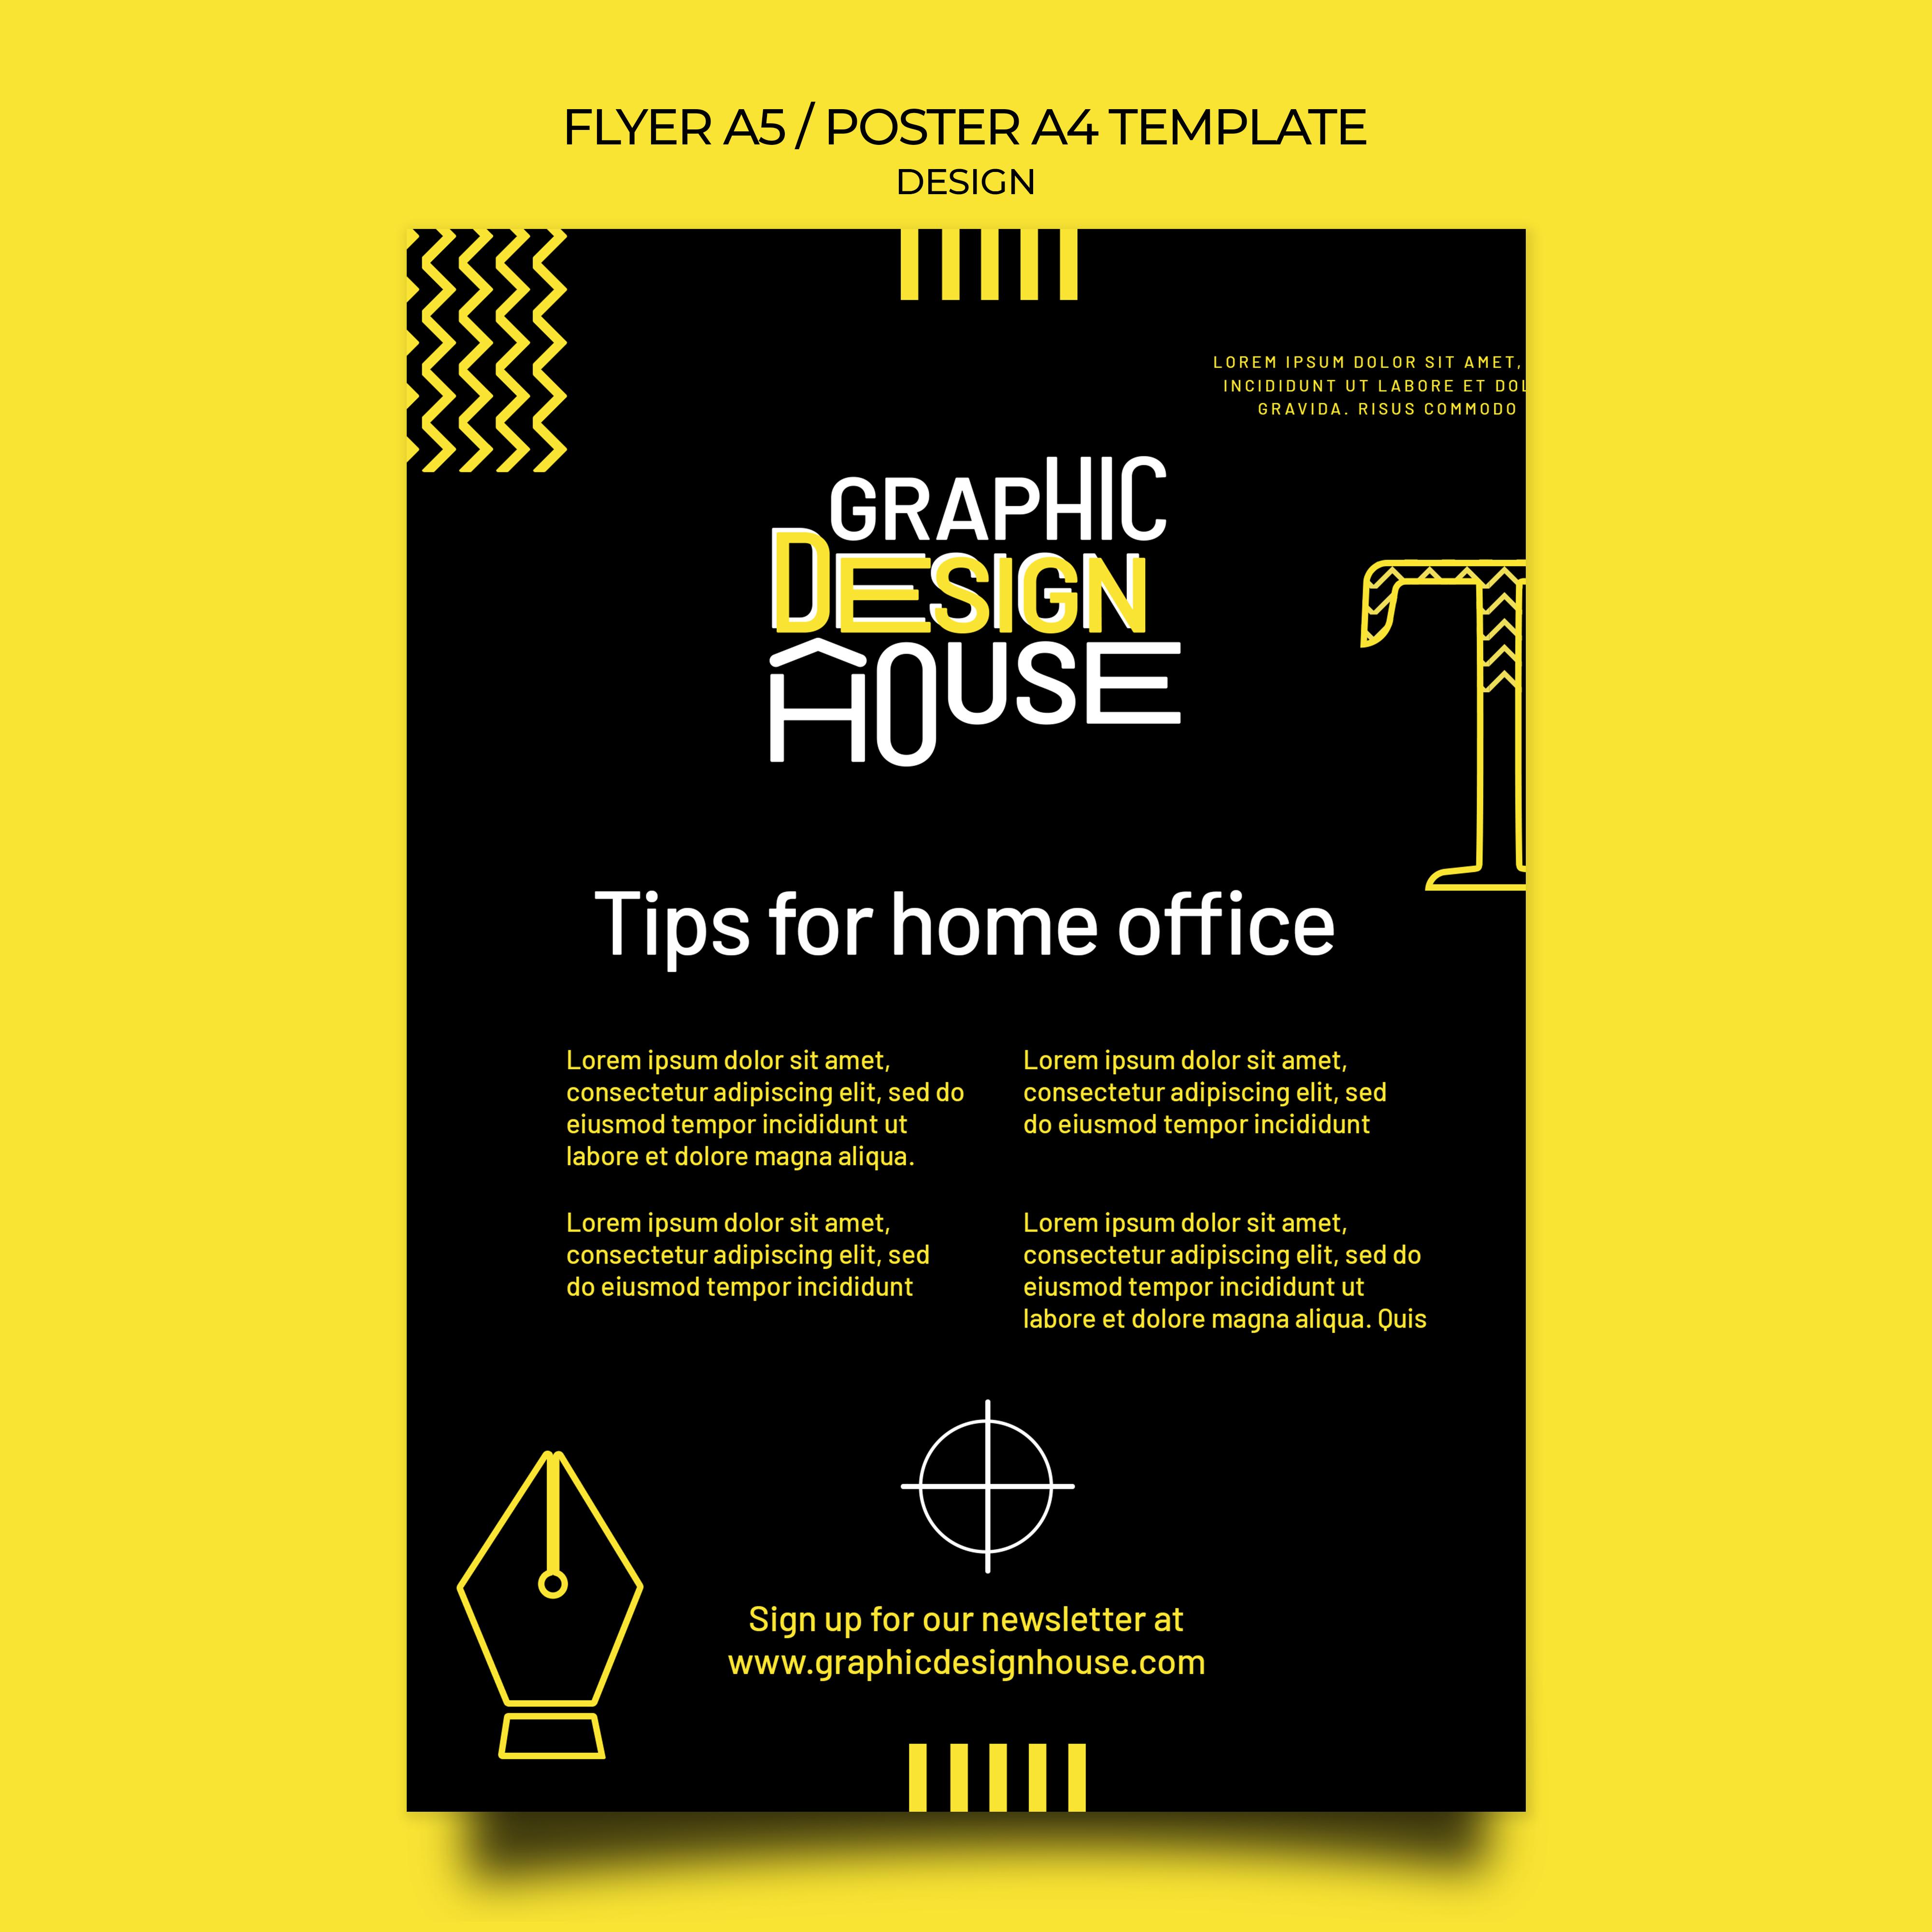 FLYER A5 / POSTER A4 TEMPLATE
DESIGN
LOREM IPSUM DOLOR SIT AMET,
INCIDIDUNT UT LABORE ET DOL
GRAVIDA. RISUS COMMODO
GRAPHIC
DESIGN
HOUSE
T
Tips for home office
Lorem ipsum dolor sit amet,
consectetur adipiscing elit, sed do
eiusmod tempor incididunt ut
labore et dolore magna aliqua.
Lorem ipsum dolor sit amet,
consectetur adipiscing elit, sed
do eiusmod tempor incididunt
Lorem ipsum dolor sit amet,
consectetur adipiscing elit, sed
do eiusmod tempor incididunt
Lorem ipsum dolor sit amet,
consectetur adipiscing elit, sed do
eiusmod tempor incididunt ut
labore et dolore magna aliqua. Quis
Sign up for our newsletter at
www.graphicdesignhouse.com